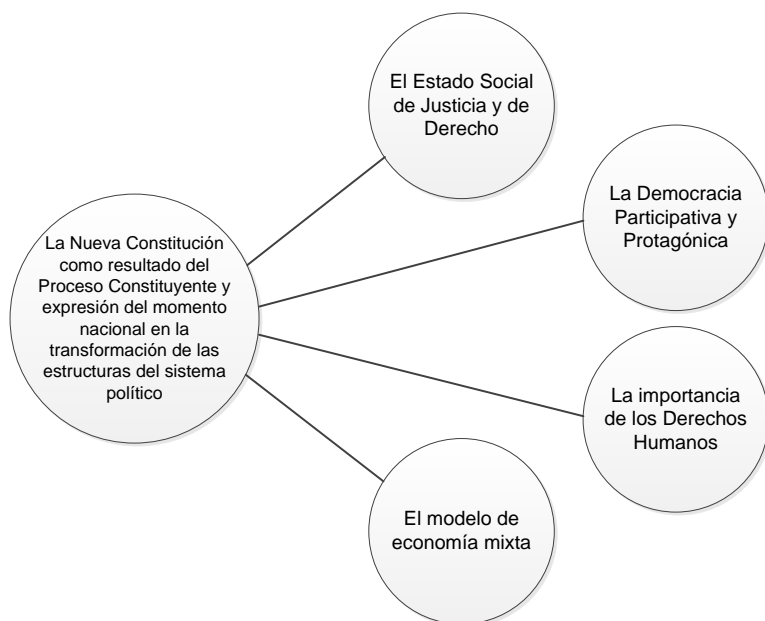 El Estado Social
de Justicia y de
Derecho
La Democracia
Participativa y
Protagónica
La Nueva Constitución
como resultado del
Proceso Constituyente y
expresión del momento
nacional en la
transformación de las
estructuras del sistema
político
La importancia
de los Derechos
Humanos
El modelo de
economía mixta